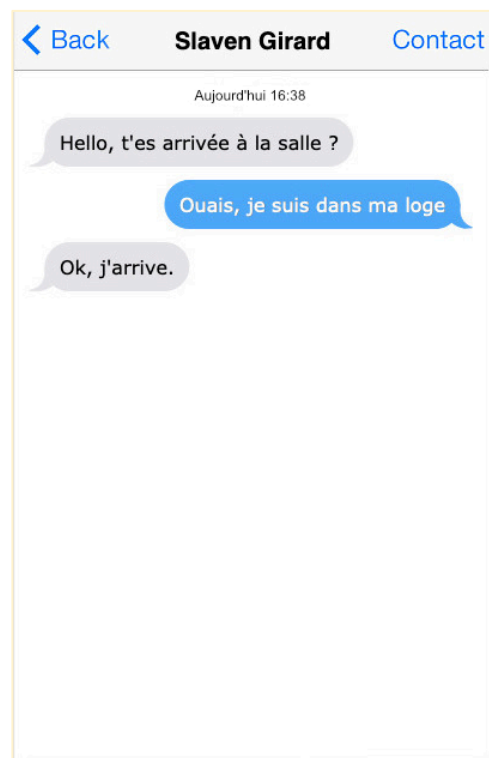 Back Slaven Girard Contact
Aujourd'hui 16:38
Hello, t'es arrivée à la salle ?
Ouais, je suis dans ma loge
Ok, j'arrive.